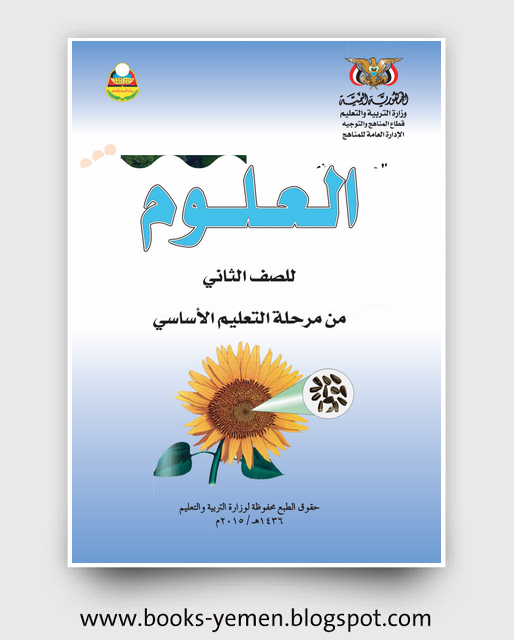 الجمهورية اليمنية
وزارة التربية والتعليم
قطاع المناهج والتوجيه
الإدارة العامة للمناهج
العلوم
للصف الثاني
من مرحلة التعليم الأساسي
حقوق الطبع محفوظة لوزارة التربية والتعليم
١٤٣٦هـ / ٢٠١٥م
www.books-yemen.blogspot.com